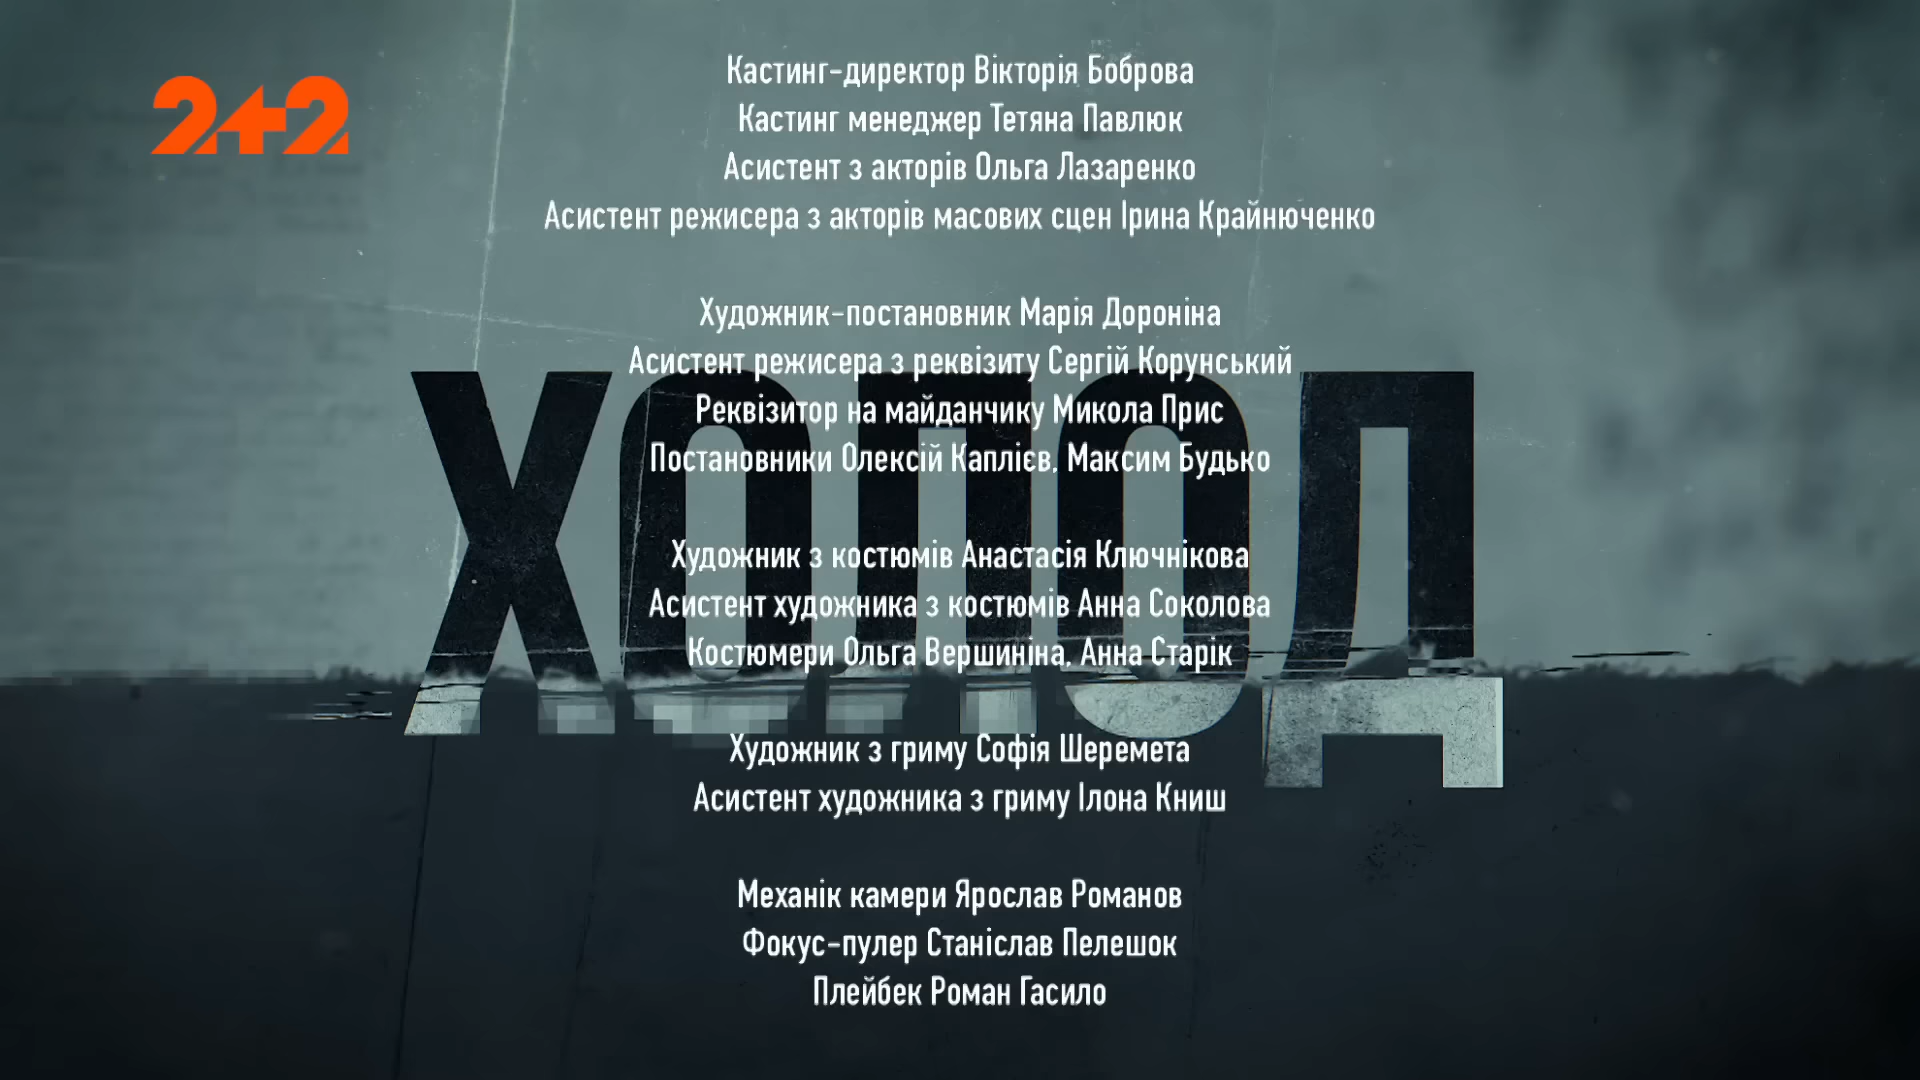 2+2
Кастинг-директор Вікторія Боброва
Кастинг менеджер Тетяна Павлюк
Асистент з акторів Ольга Лазаренко
Асистент режисера з акторів масових сцен Ірина Крайнюченко
Художник-постановник Марія Дороніна
Асистент режисера з реквізиту Сергій Корунський
Реквізитор на майданчику Микола Прис
Постановники Олексій Каплієв, Максим Будько
ХОЛОД
Художник з костюмів Анастасія Ключнікова
Асистент художника з костюмів Анна Соколова
Костюмери Ольга Вершиніна, Анна Старік
Художник з гриму Софія Шеремета
Асистент художника з гриму Ілона Книш
Механік камери Ярослав Романов
Фокус-пулер Станіслав Пелешок
Плейбек Роман Гасило